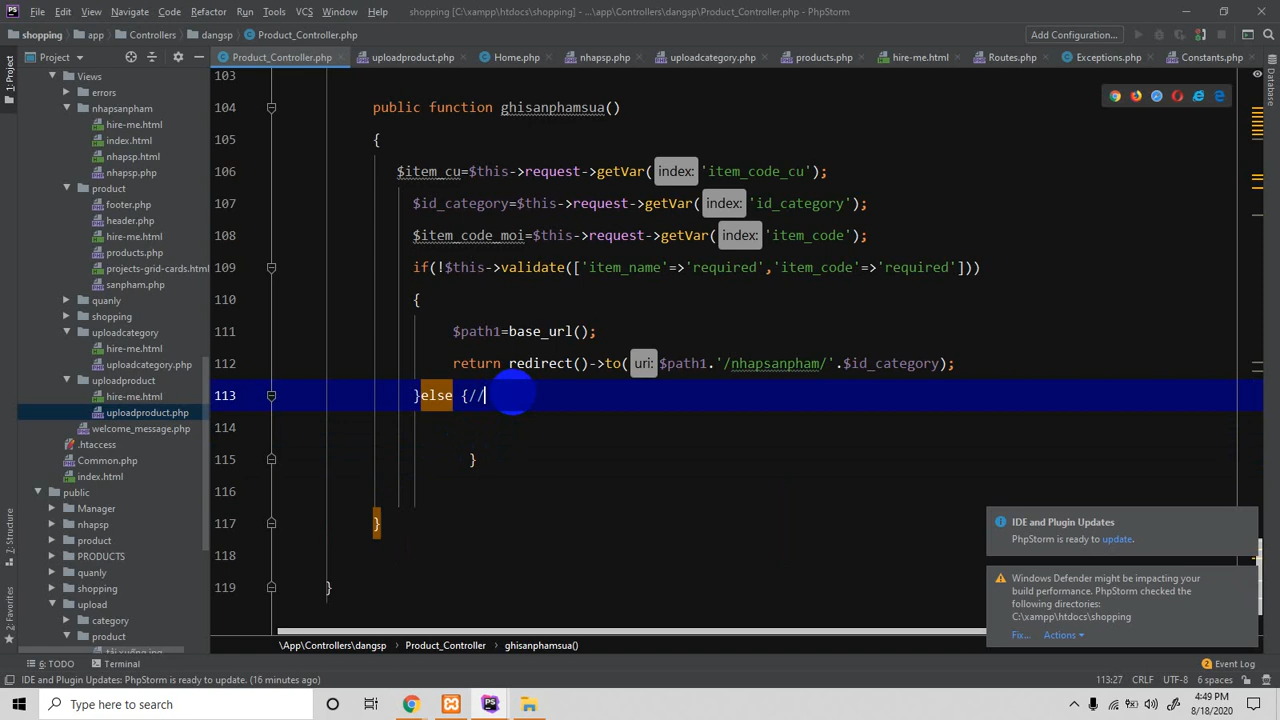 File Edit View Navigate Code Refactor Run Tools VCS Window Help shopping [C:\xampp\htdocs\shopping] - ...\app\Controllers\dangsp\Product_Controller.php - PhpStorm
shopping app Controllers dangsp Product_Controller.php Add Configuration...
Project Product_Controller.php uploadproduct.php Home.php nhapsp.php uploadcategory.php products.php hire-me.html Routes.php Exceptions.php Constants.php
1: Project
7: Structure
2: Favorites
Database
Views
errors
nhapsanpham
hire-me.html
index.html
nhapsp.html
nhapsp.php
product
footer.php
header.php
hire-me.html
products.php
projects-grid-cards.html
sanpham.php
quanly
shopping
uploadcategory
hire-me.html
uploadcategory.php
uploadproduct
hire-me.html
uploadproduct.php
welcome_message.php
.htaccess
Common.php
index.html
public
Manager
nhapsp
product
PRODUCTS
quanly
shopping
upload
category
product
103
104 public function ghisanphamsua()
105 {
106 $item_cu=$this->request->getVar( index: 'item_code_cu');
107 $id_category=$this->request->getVar( index: 'id_category');
108 $item_code_moi=$this->request->getVar( index: 'item_code');
109 if(!$this->validate(['item_name'=>'required','item_code'=>'required']))
110 {
111 $path1=base_url();
112 return redirect()->to( uri: $path1.'/nhapsanpham/'.$id_category);
113 }else {//
114
115 }
116
117 }
118
119 }
IDE and Plugin Updates
PhpStorm is ready to update.
Windows Defender might be impacting your
build performance. PhpStorm checked the
following directories:
C:\xampp\htdocs\shopping
Fix... Actions
\App\Controllers\dangsp Product_Controller ghisanphamsua()
6: TODO Terminal 2 Event Log
IDE and Plugin Updates: PhpStorm is ready to update. (16 minutes ago) 113:27 CRLF UTF-8 6 spaces
Type here to search
4:49 PM
8/18/2020